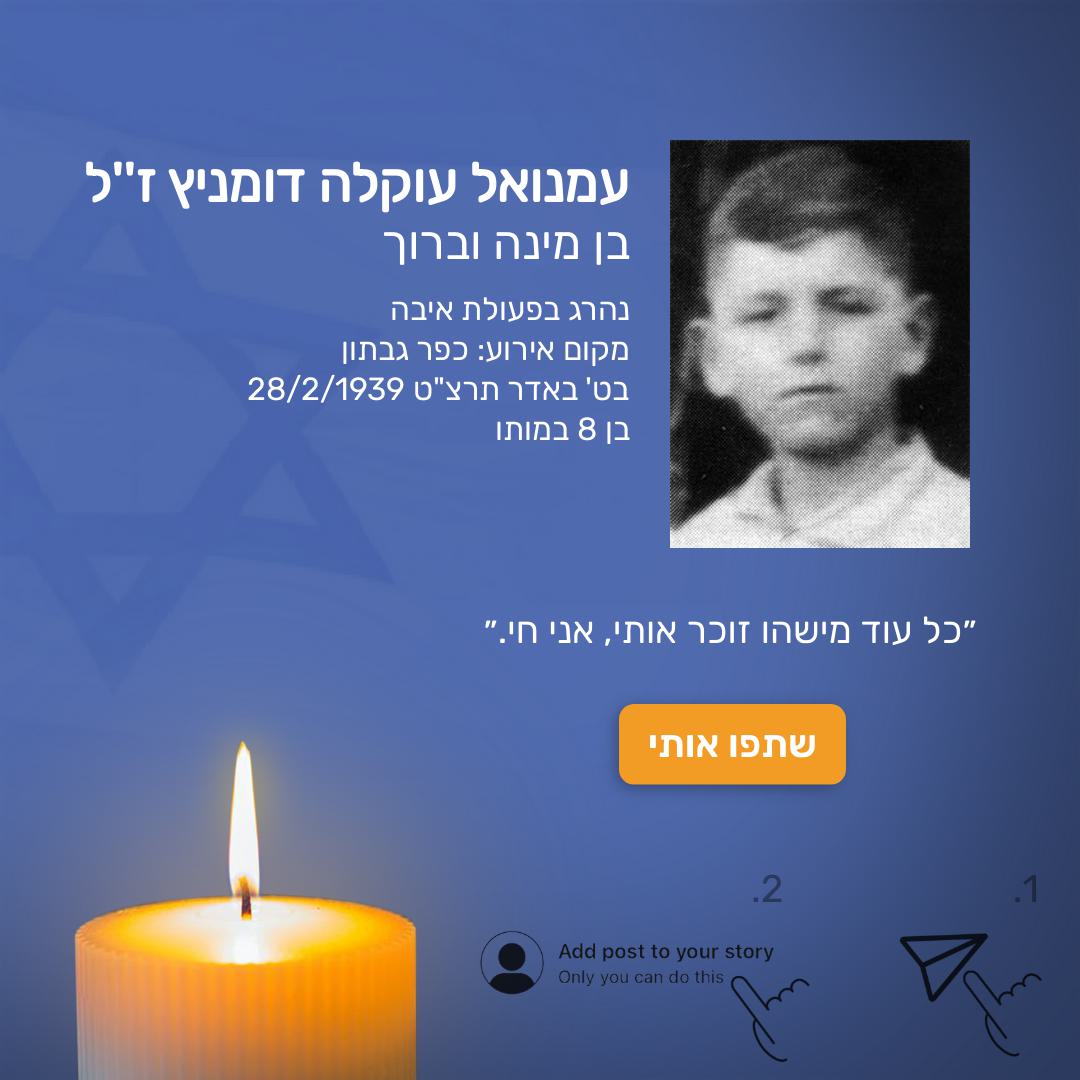 עמנואל עוקלה דומניץ ז"ל
בן מינה וברוך
נהרג בפעולת איבה
מקום אירוע: כפר גבתון
בט' באדר תרצ"ט 28/2/1939
בן 8 במותו
"כל עוד מישהו זוכר אותי, אני חי."
שתפו אותי
.1
.2
Add post to your story
Only you can do this